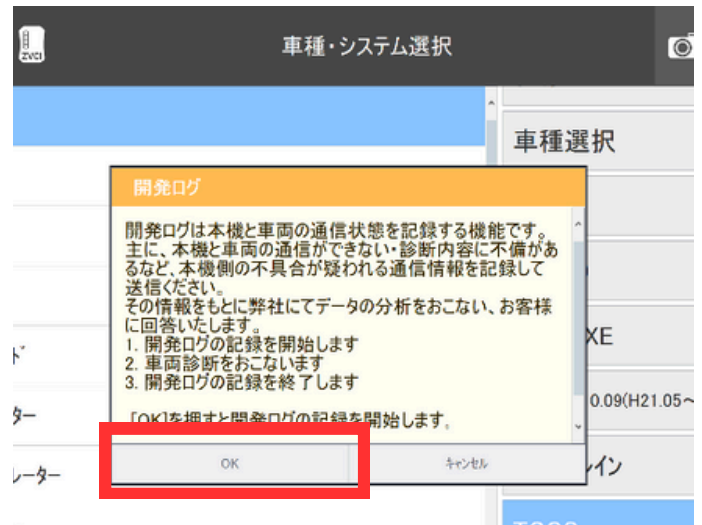 ZVCI
車種・システム選択
車種選択
開発ログ
開発ログは本機と車両の通信状態を記録する機能です。
主に、本機と車両の通信ができない・診断内容に不備があ
るなど、本機側の不具合が疑われる通信情報を記録して
送信ください。
その情報をもとに弊社にてデータの分析をおこない、お客様
に回答いたします。
1. 開発ログの記録を開始します
2. 車両診断をおこないます
3. 開発ログの記録を終了します
[OK]を押すと開発ログの記録を開始します。
OK
キャンセル
XE
0.09(H21.05～
ド
ター
レーター
イン